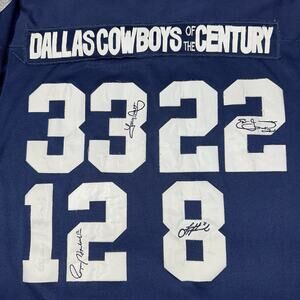 DALLAS COWBOYS OF THE CENTURY
33 22
12 8